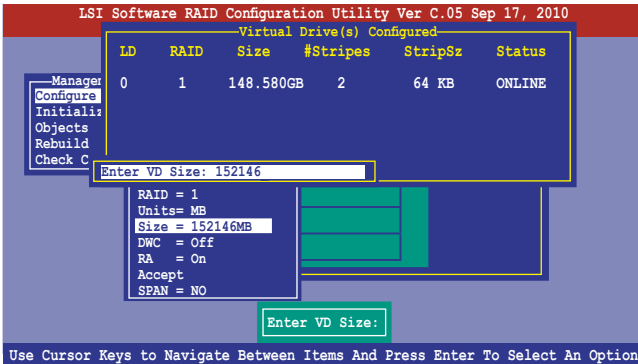 LSI Software RAID Configuration Utility Ver C.05 Sep 17, 2010
Virtual Drive(s) Configured
LD RAID Size #Stripes StripSz Status
0 1 148.580GB 2 64 KB ONLINE
Configure
Objects
Rebuild
Check C
Enter VD Size: 152146_
RAID = 1
Units= MB
Size = 152146MB
DWC = Off
RA = On
Accept
SPAN = NO
Enter VD Size:
Use Cursor Keys to Navigate Between Items And Press Enter To Select An Option